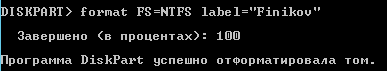 DISKPART> format FS=NTFS label="Finikov"
Завершено (в процентах): 100
Программа DiskPart успешно отформатировала том.